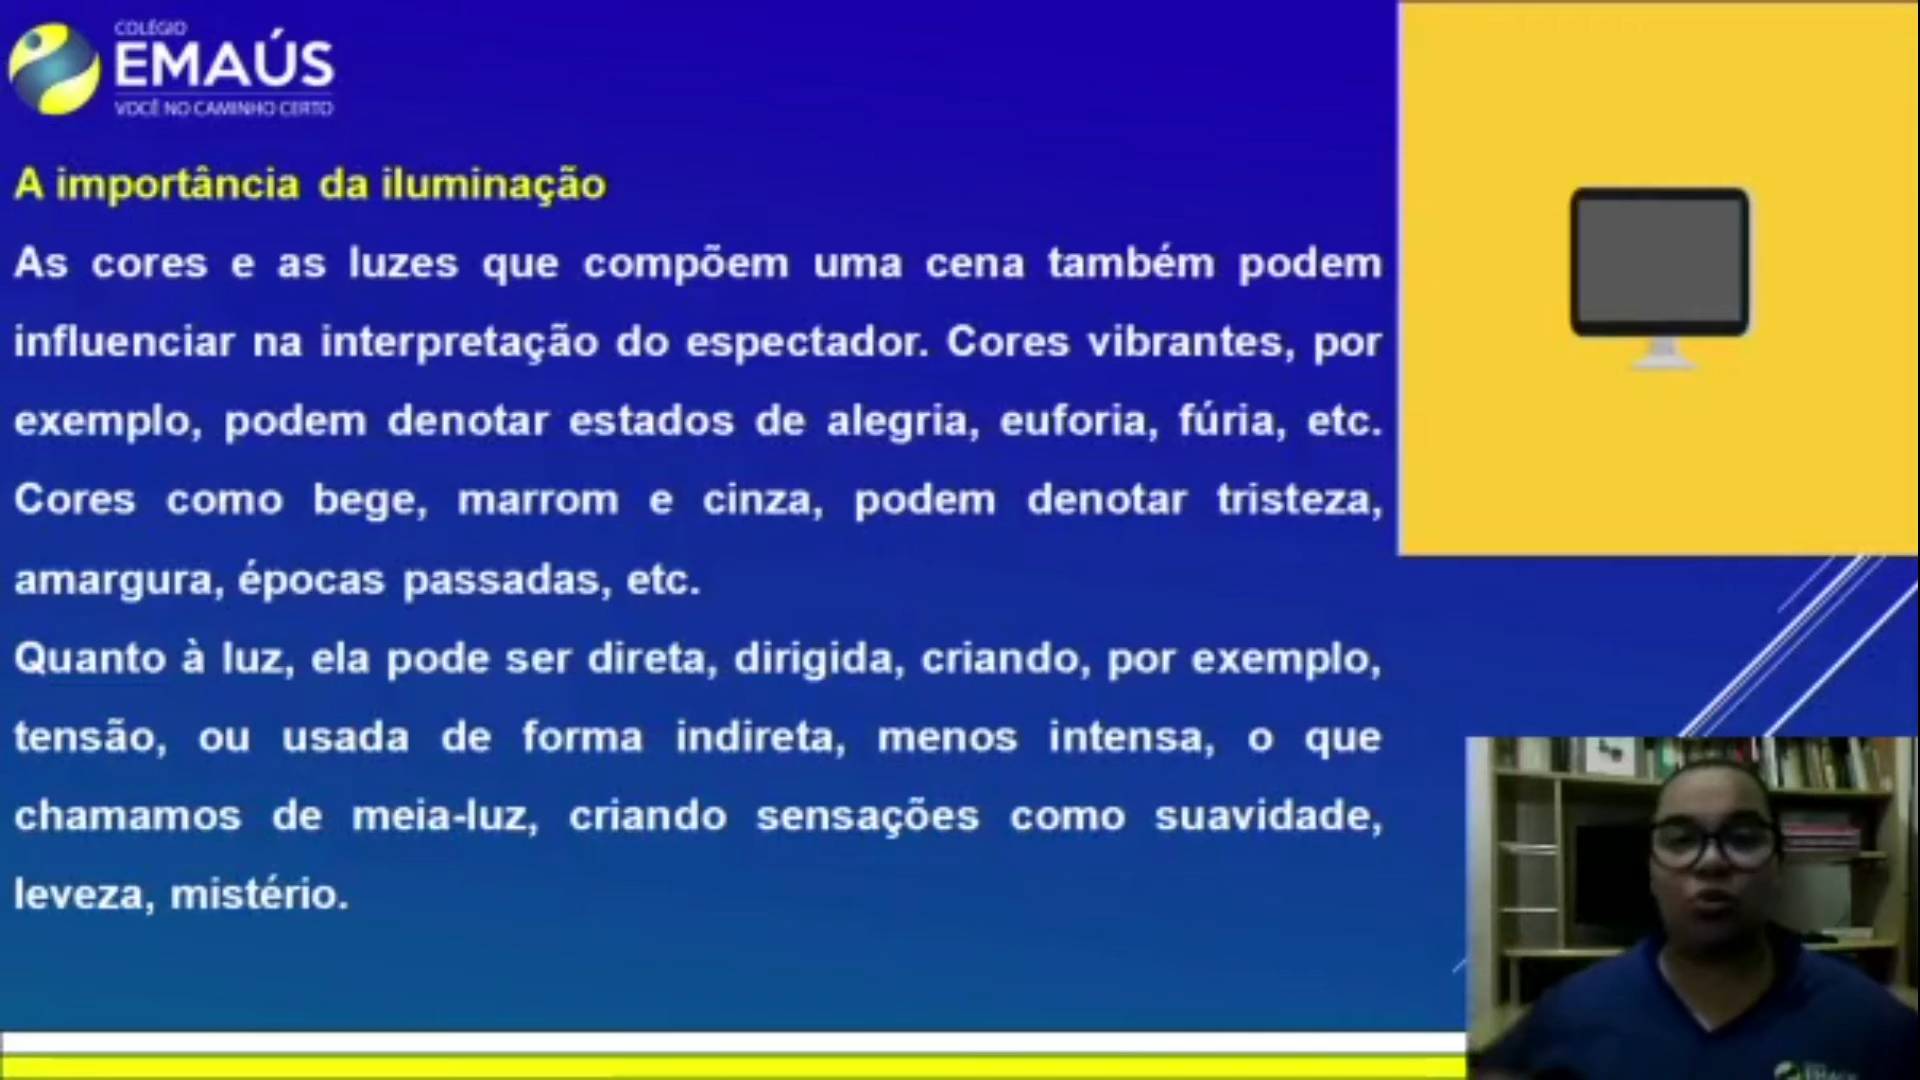 COLÉGIO
EMAÚS
VOCÊ NO CAMINHO CERTO
A importância da iluminação
As cores e as luzes que compõem uma cena também podem
influenciar na interpretação do espectador. Cores vibrantes, por
exemplo, podem denotar estados de alegria, euforia, fúria, etc.
Cores como bege, marrom e cinza, podem denotar tristeza,
amargura, épocas passadas, etc.
Quanto à luz, ela pode ser direta, dirigida, criando, por exemplo,
tensão, ou usada de forma indireta, menos intensa, o que
chamamos de meia-luz, criando sensações como suavidade,
leveza, mistério.